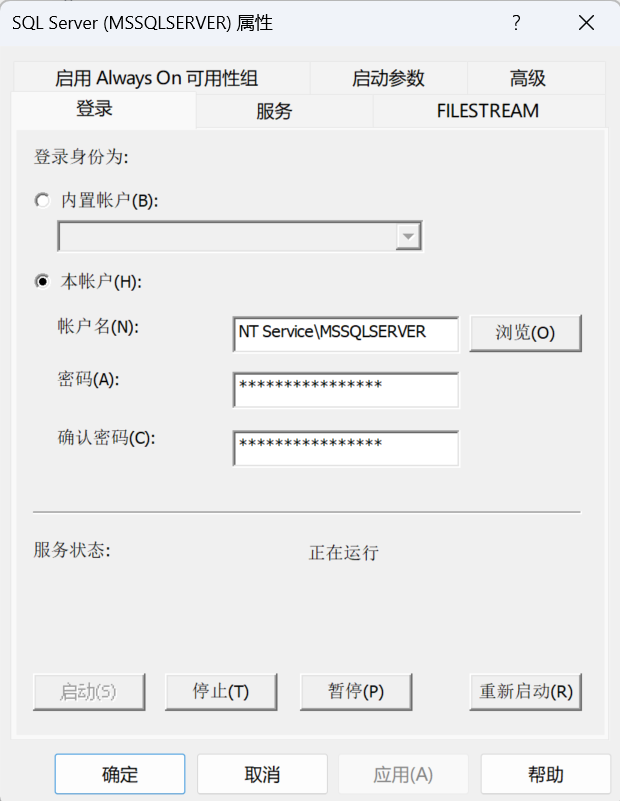 SQL Server (MSSQLSERVER) 属性
启用 Always On 可用性组 启动参数 高级
登录 服务 FILESTREAM
登录身份为:
内置帐户(B):
本帐户(H):
帐户名(N): NT Service\MSSQLSERVER 浏览(O)
密码(A): ****************
确认密码(C): ****************
服务状态: 正在运行
启动(S) 停止(T) 暂停(P) 重新启动(R)
确定 取消 应用(A) 帮助